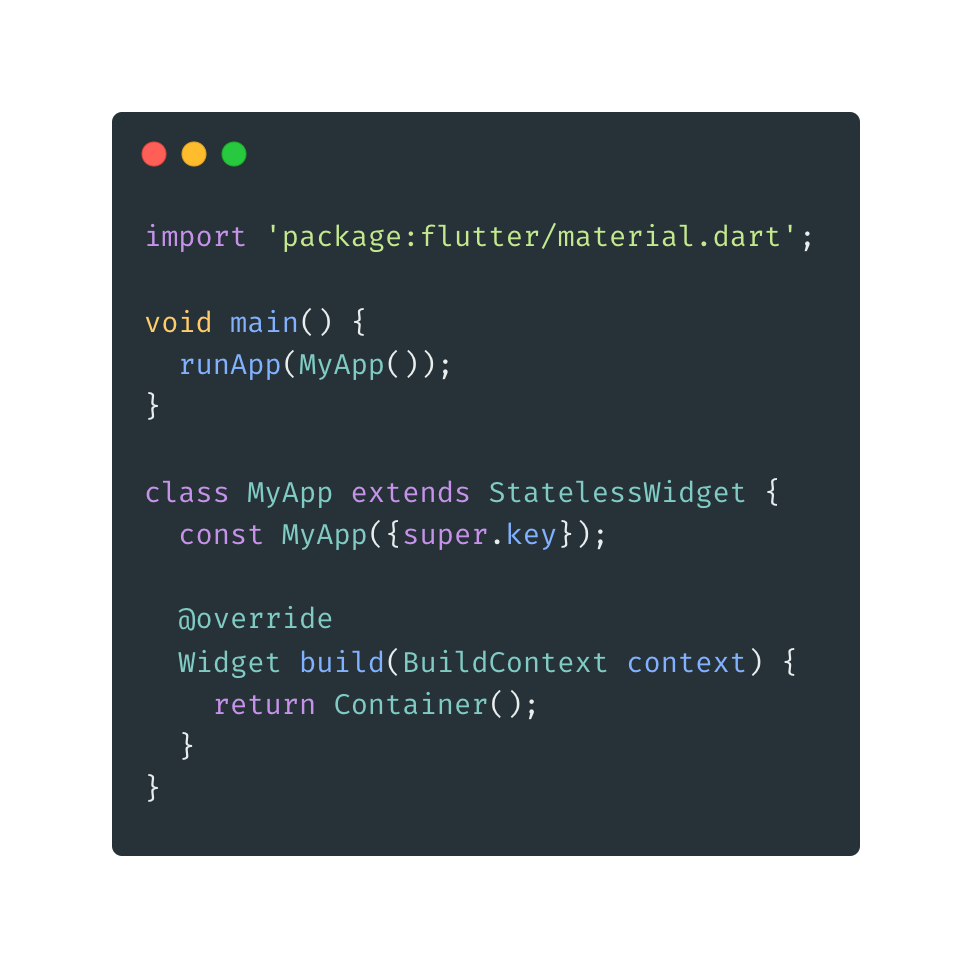 import 'package:flutter/material.dart';

void main() {
  runApp(MyApp());
}

class MyApp extends StatelessWidget {
  const MyApp({super.key});

  @override
  Widget build(BuildContext context) {
    return Container();
  }
}